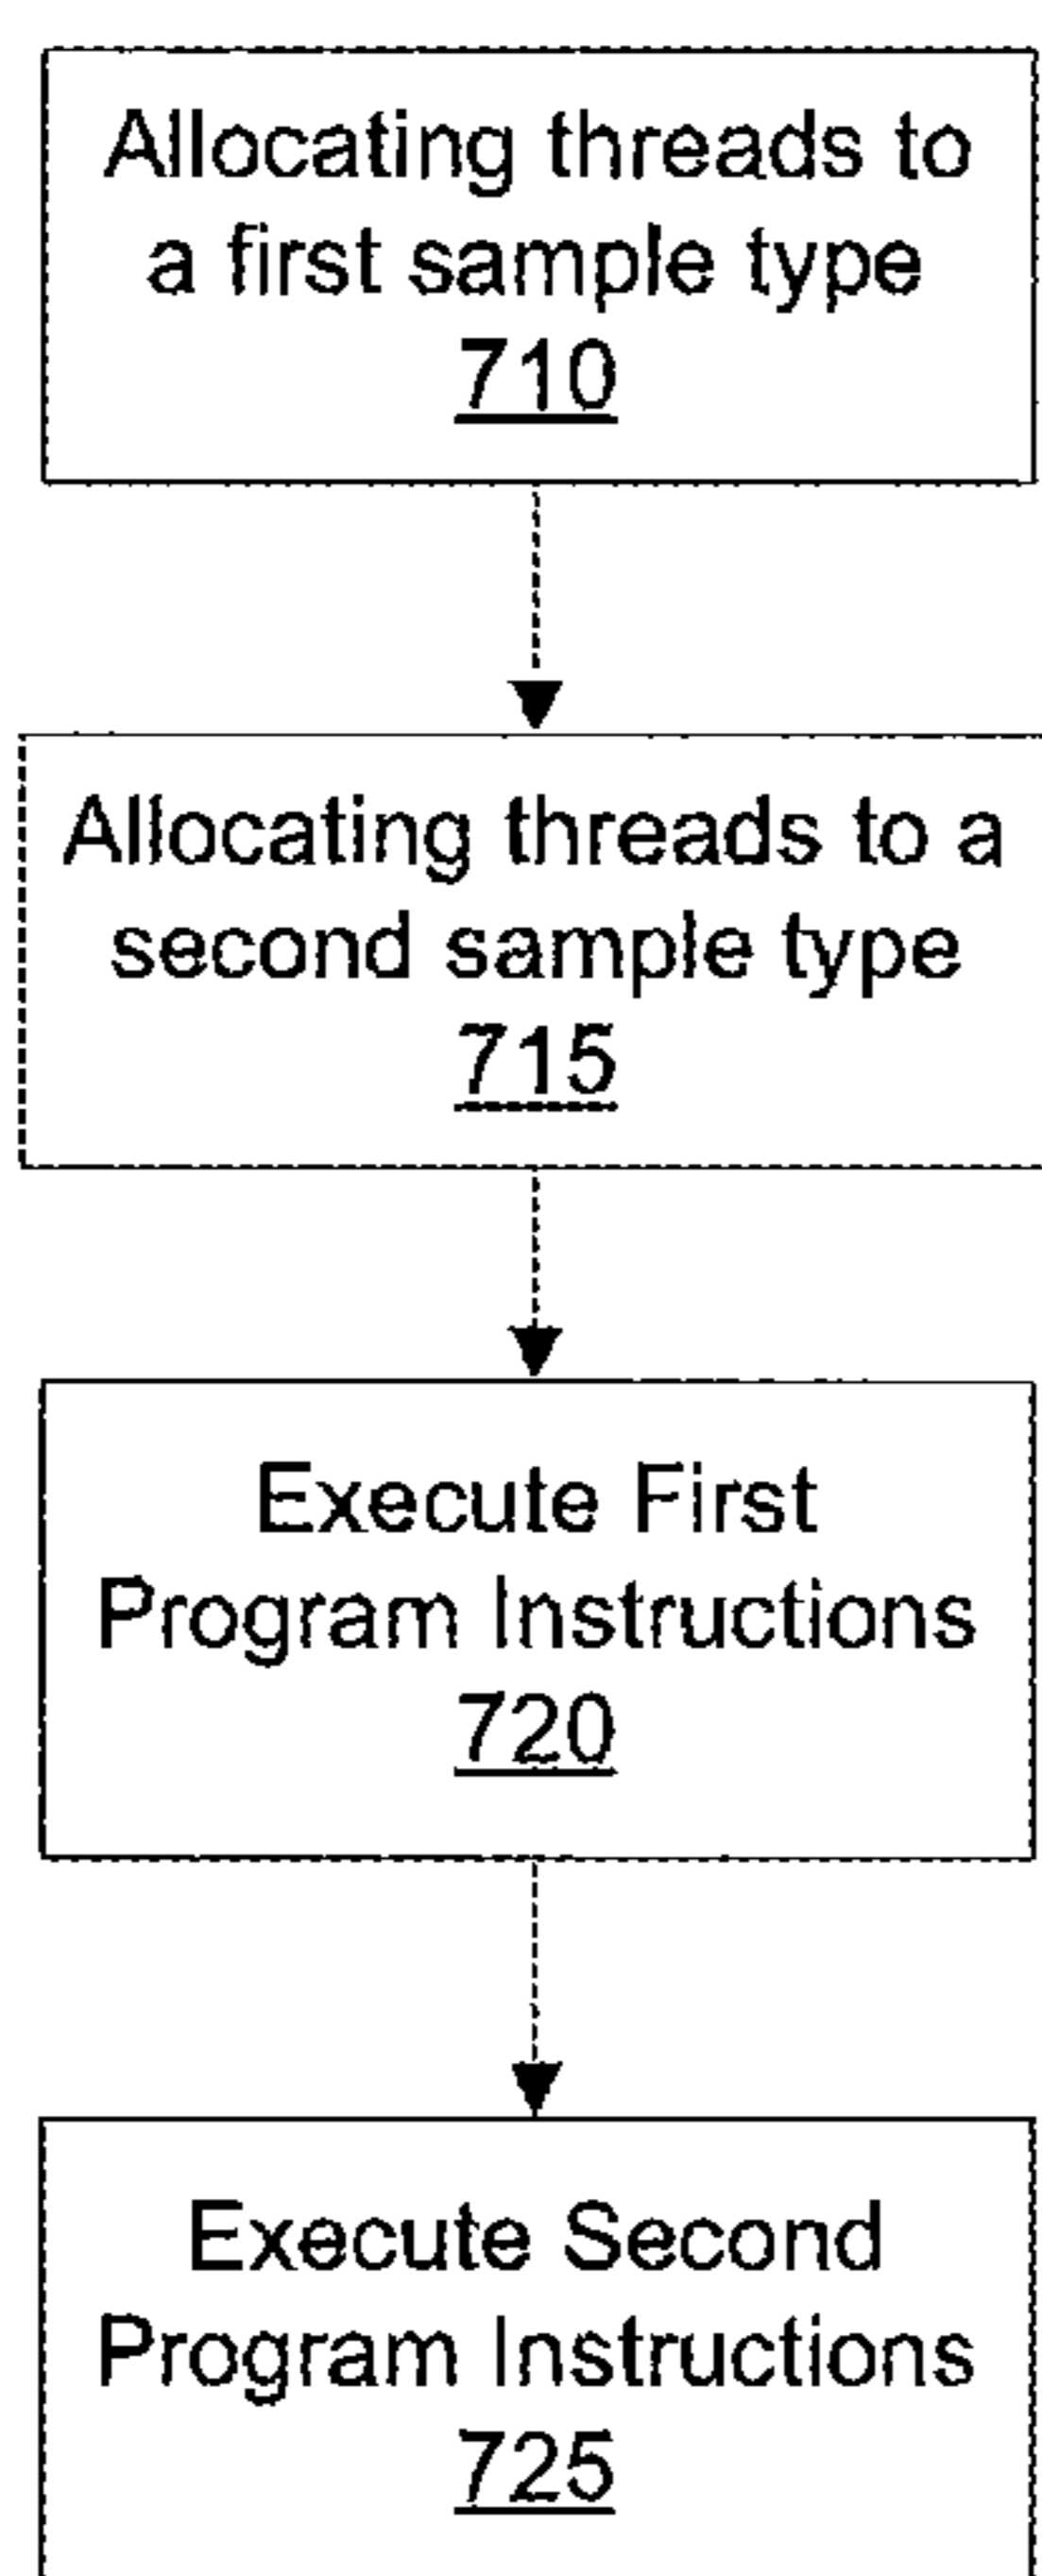 Allocating threads to
a first sample type
710
Allocating threads to a
second sample type
715
Execute First
Program Instructions
720
Execute Second
Program Instructions
725